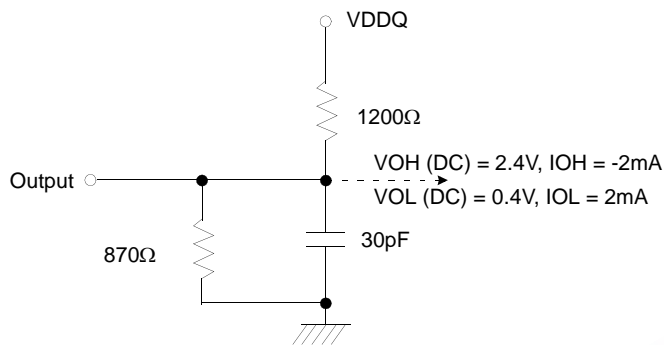 VDDQ
1200Ω
VOH (DC) = 2.4V, IOH = -2mA
Output
VOL (DC) = 0.4V, IOL = 2mA
870Ω
30pF